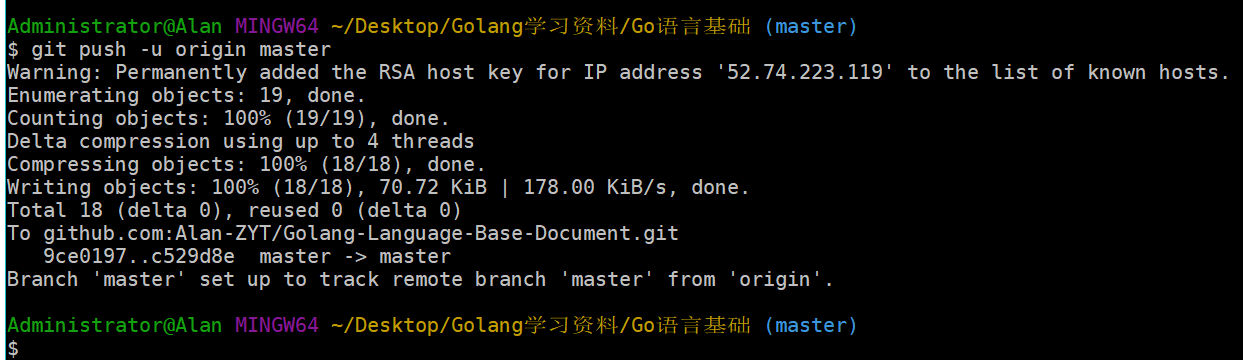 Administrator@Alan MINGW64 ~/Desktop/Golang学习资料/Go语言基础 (master)
$ git push -u origin master
Warning: Permanently added the RSA host key for IP address '52.74.223.119' to the list of known hosts.
Enumerating objects: 19, done.
Counting objects: 100% (19/19), done.
Delta compression using up to 4 threads
Compressing objects: 100% (18/18), done.
Writing objects: 100% (18/18), 70.72 KiB | 178.00 KiB/s, done.
Total 18 (delta 0), reused 0 (delta 0)
To github.com:Alan-ZYT/Golang-Language-Base-Document.git
   9ce0197..c529d8e  master -> master
Branch 'master' set up to track remote branch 'master' from 'origin'.
Administrator@Alan MINGW64 ~/Desktop/Golang学习资料/Go语言基础 (master)
$